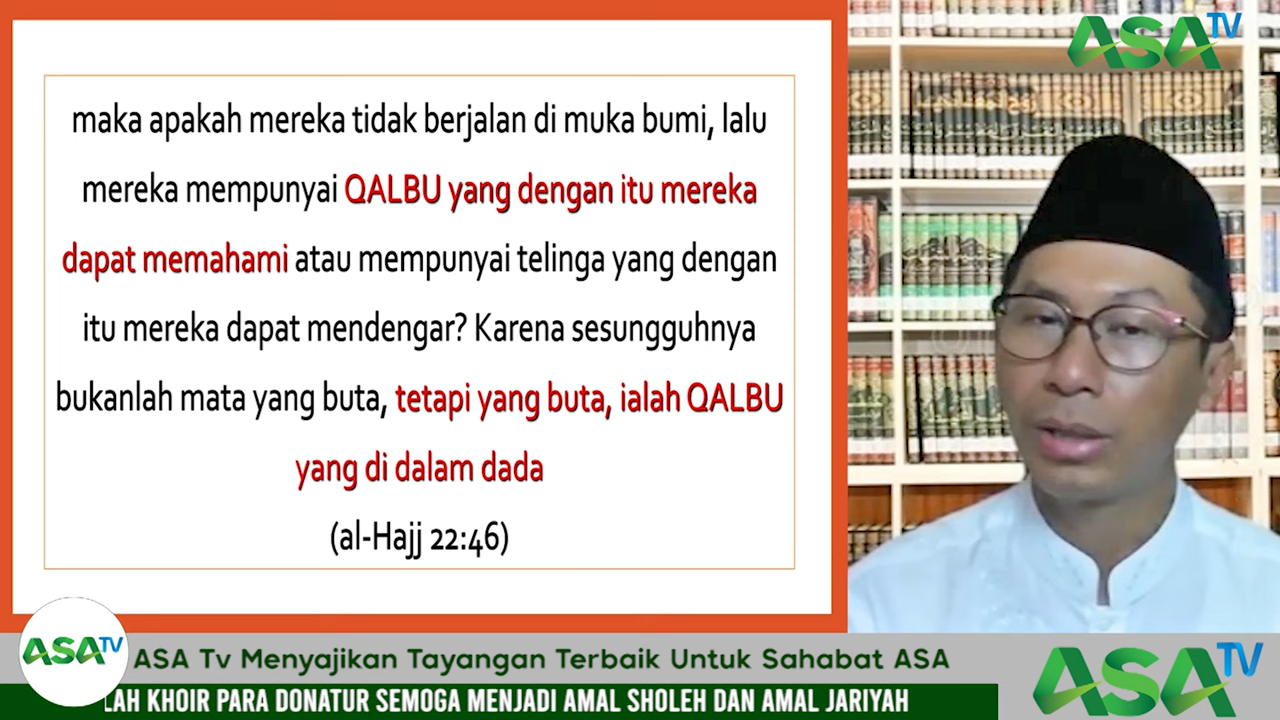 maka apakah mereka tidak berjalan di muka bumi, lalu
mereka mempunyai QALBU yang dengan itu mereka
dapat memahami atau mempunyai telinga yang dengan
itu mereka dapat mendengar? Karena sesungguhnya
bukanlah mata yang buta, tetapi yang buta, ialah QALBU
yang di dalam dada
(al-Hajj 22:46)
ASA TV
ASA TV
ASA Tv Menyajikan Tayangan Terbaik Untuk Sahabat ASA
LAH KHOIR PARA DONATUR SEMOGA MENJADI AMAL SHOLEH DAN AMAL JARIYAH
ASA TV